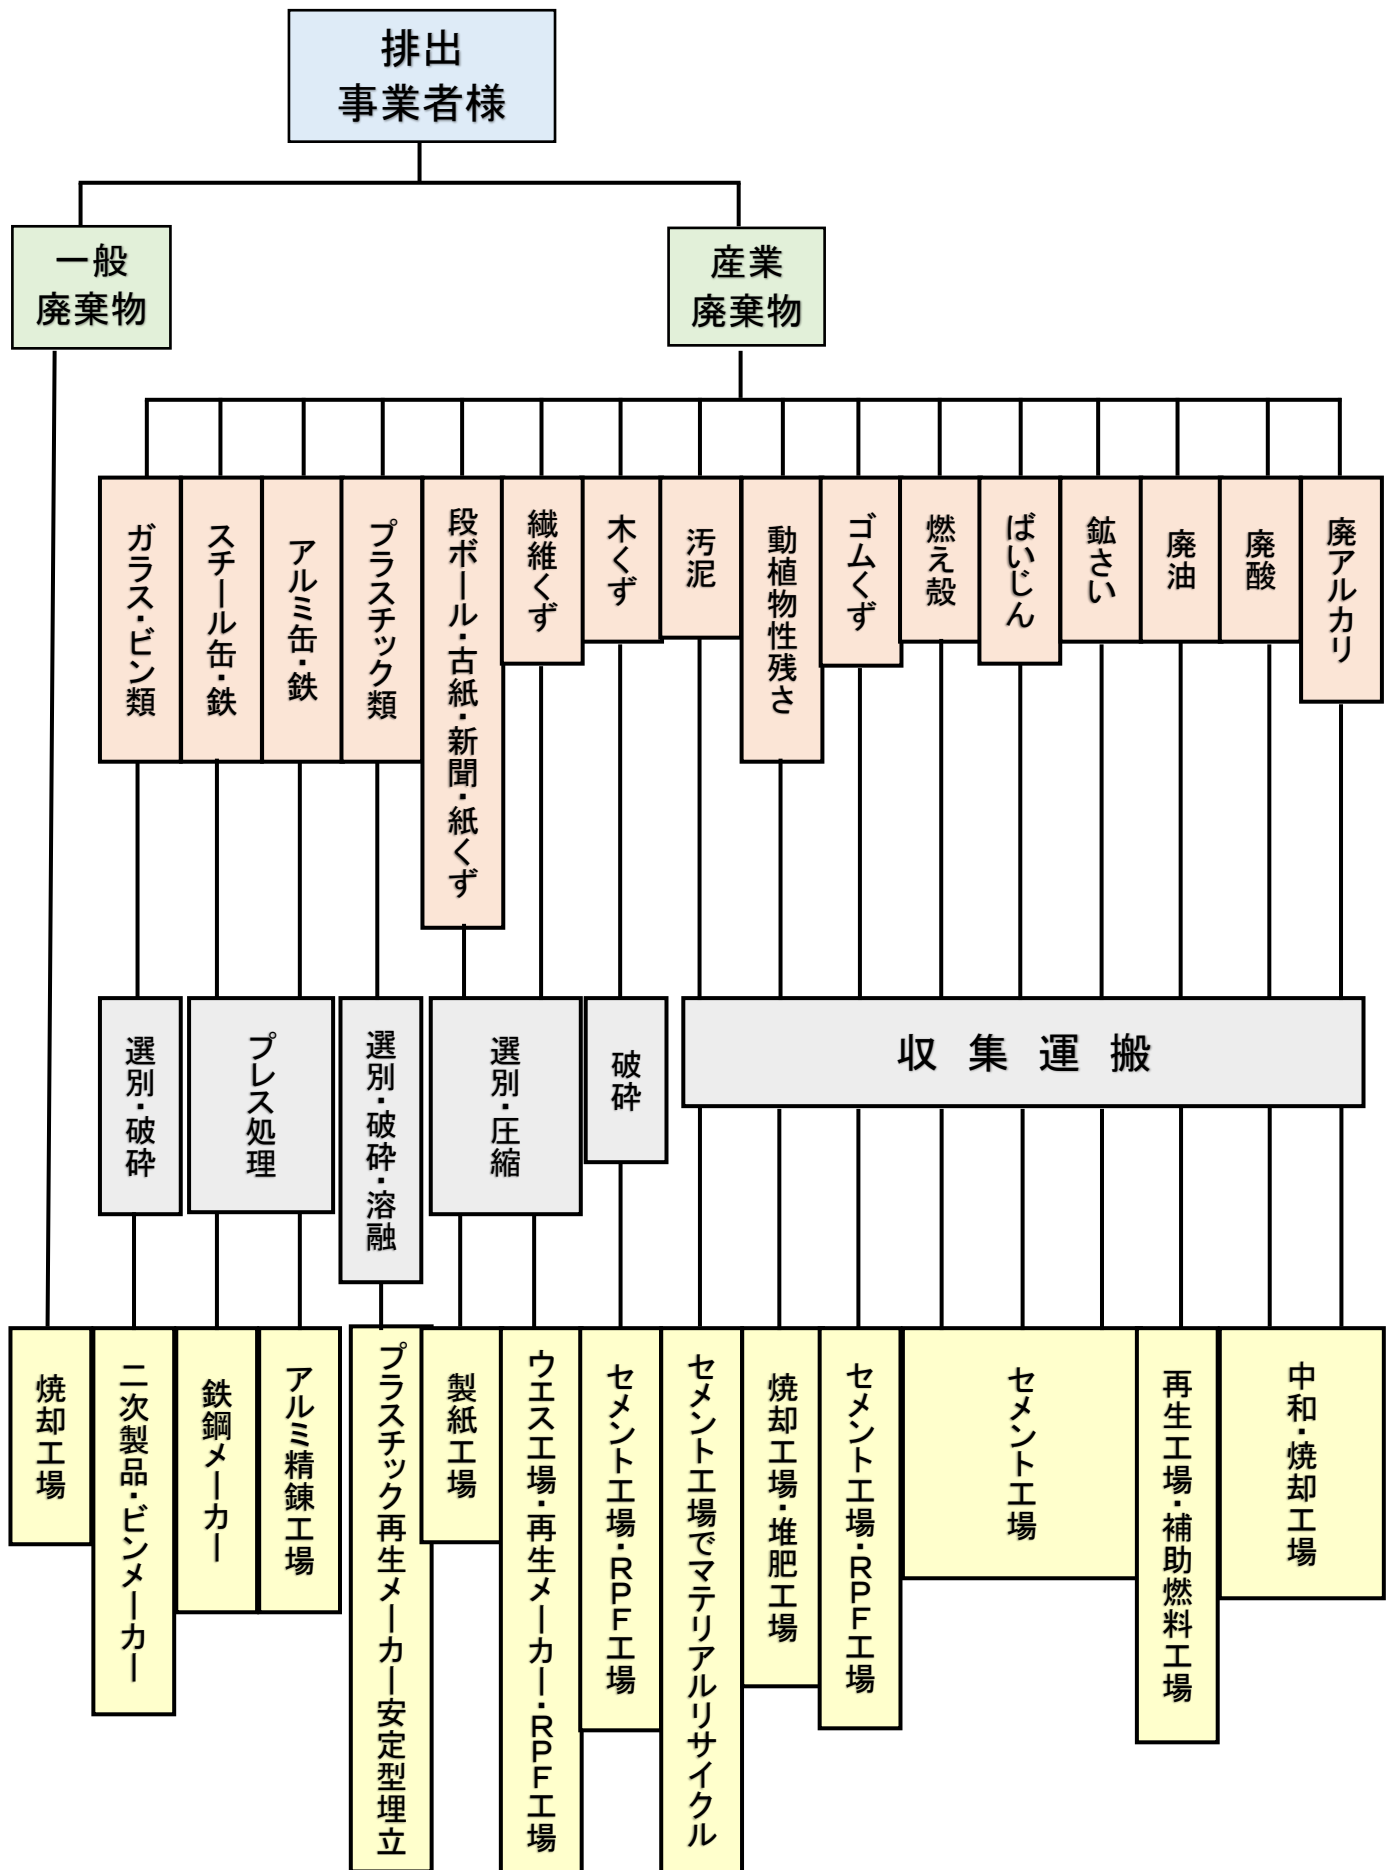 排出
事業者様
一般
廃棄物
産業
廃棄物
ガラス・ビン類
スチール缶・鉄
アルミ缶・鉄
プラスチック類
段ボール・古紙・新聞・紙くず
繊維くず
木くず
汚泥
動植物性残さ
ゴムくず
燃え殻
ばいじん
鉱さい
廃油
廃酸
廃アルカリ
選別・破砕
プレス処理
選別・破砕・溶融
選別・圧縮
破砕
収集運搬
焼却工場
二次製品・ビンメーカー
鉄鋼メーカー
アルミ精錬工場
プラスチック再生メーカー安定型埋立
製紙工場
ウエス工場・再生メーカー・RPF工場
セメント工場・RPF工場
セメント工場でマテリアルリサイクル
焼却工場・堆肥工場
セメント工場・RPF工場
セメント工場
再生工場・補助燃料工場
中和・焼却工場